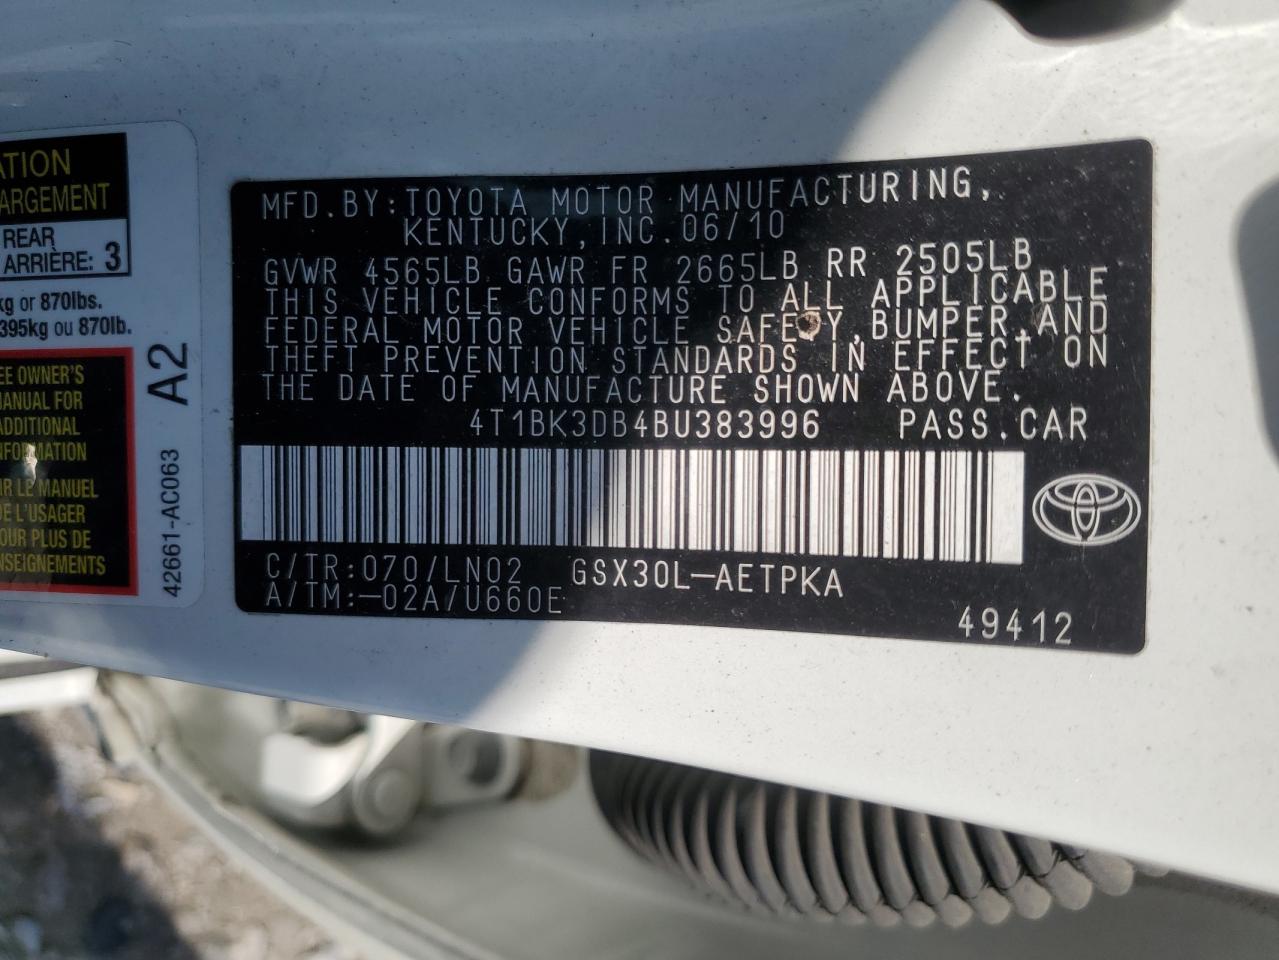 ATION
ARGEMENT
REAR
ARRIÈRE: 3
kg or 870lbs.
395kg ou 870lb.
EE OWNER'S
MANUAL FOR
ADDITIONAL
INFORMATION
IR LE MANUEL
DE L'USAGER
POUR PLUS DE
NSEIGNEMENTS
42661-AC063 A2
MFD.BY:TOYOTA MOTOR MANUFACTURING,
KENTUCKY,INC.06/10
GVWR 4565LB GAWR FR 2665LB RR 2505LB
THIS VEHICLE CONFORMS TO ALL APPLICABLE
FEDERAL MOTOR VEHICLE SAFETY,BUMPER,AND
THEFT PREVENTION STANDARDS IN EFFECT ON
THE DATE OF MANUFACTURE SHOWN ABOVE.
4T1BK3DB4BU383996 PASS.CAR
C/TR:070/LN02 GSX30L-AETPKA
A/TM:-02A/U660E
49412